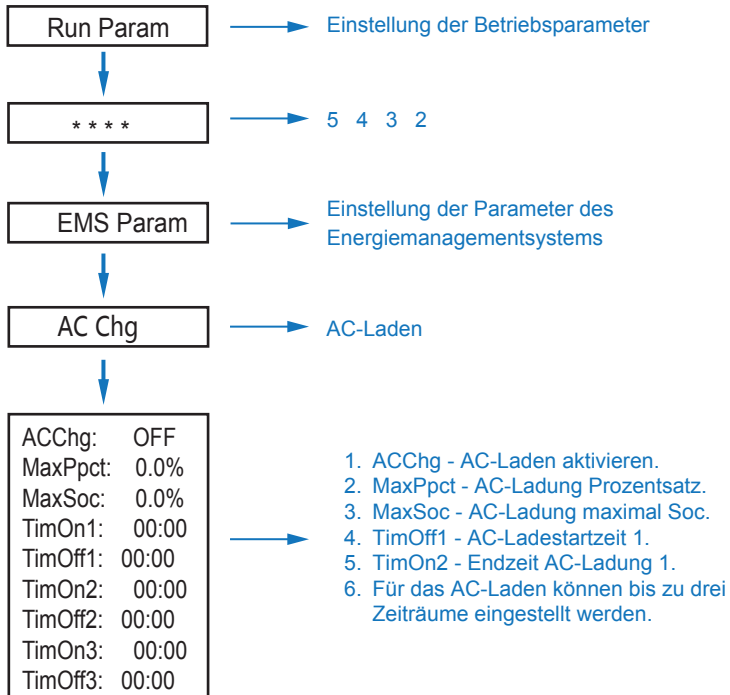 Run Param
Einstellung der Betriebsparameter
* * * *
5 4 3 2
EMS Param
Einstellung der Parameter des
Energiemanagementsystems
AC Chg
AC-Laden
ACChg: OFF
MaxPpct: 0.0%
MaxSoc: 0.0%
TimOn1: 00:00
TimOff1: 00:00
TimOn2: 00:00
TimOff2: 00:00
TimOn3: 00:00
TimOff3: 00:00
1. ACChg - AC-Laden aktivieren.
2. MaxPpct - AC-Ladung Prozentsatz.
3. MaxSoc - AC-Ladung maximal Soc.
4. TimOff1 - AC-Ladestartzeit 1.
5. TimOn2 - Endzeit AC-Ladung 1.
6. Für das AC-Laden können bis zu drei
Zeiträume eingestellt werden.